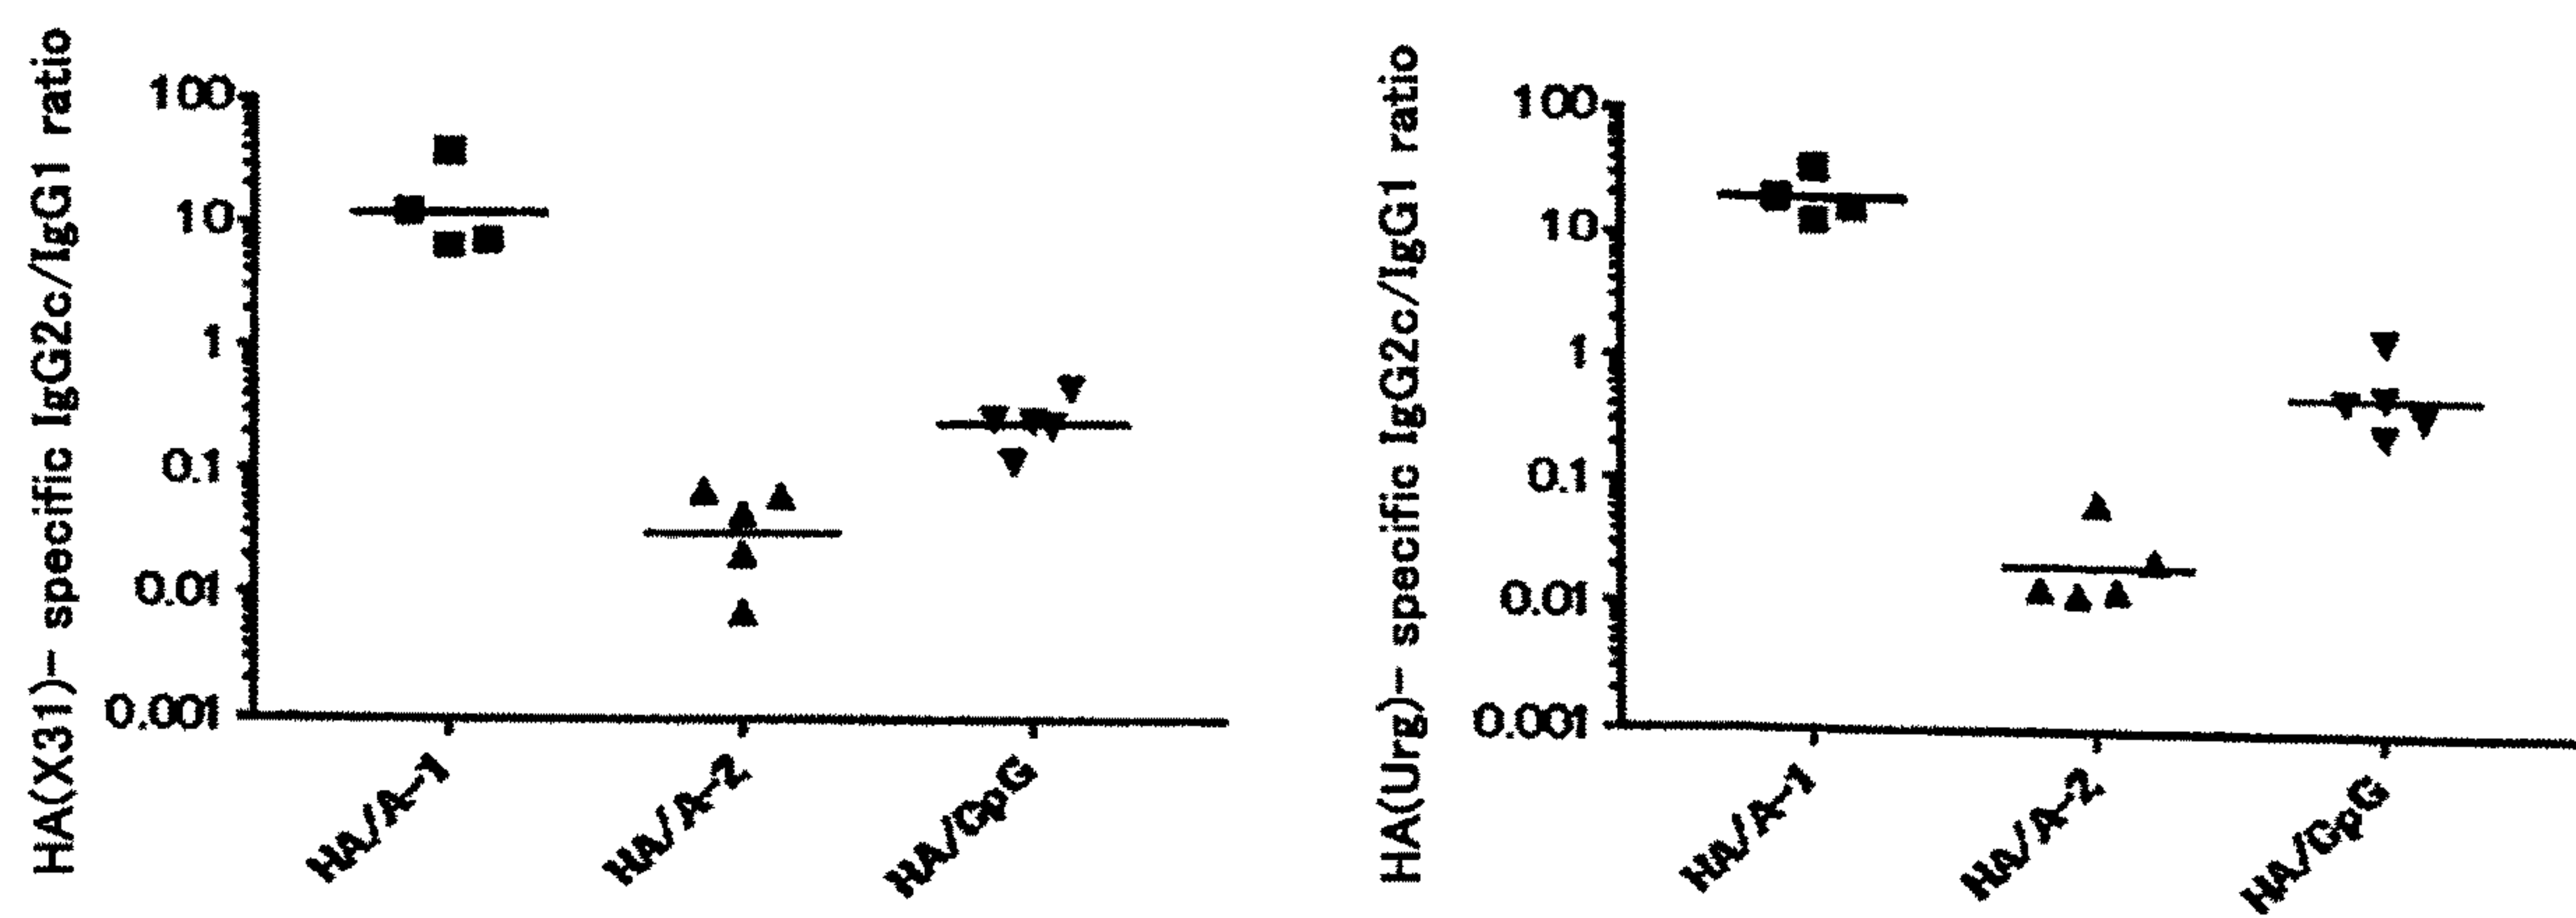 HA(X31)- specific IgG2c/IgG1 ratio
100
10
1
0.1
0.01
0.001
HA/A-1
HA/A-2
HA/CpG
HA(Urg)- specific IgG2c/IgG1 ratio
100
10
1
0.1
0.01
0.001
HA/A-1
HA/A-2
HA/CpG